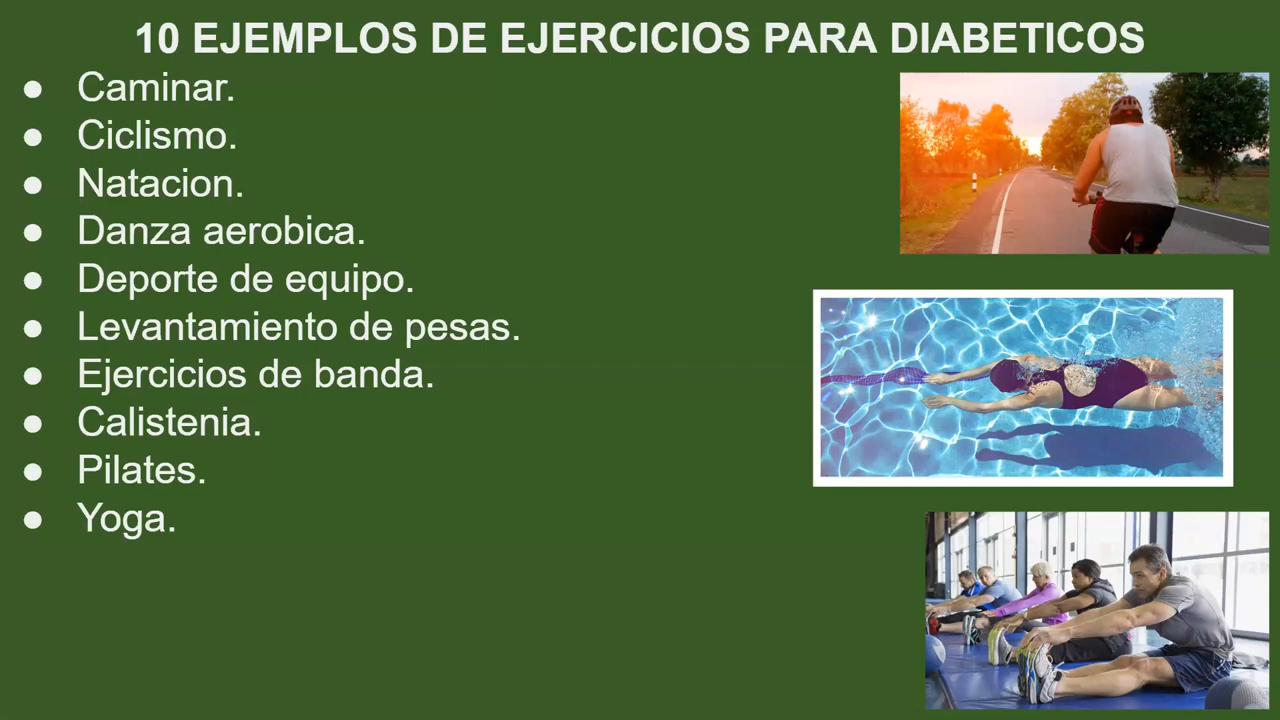 10 EJEMPLOS DE EJERCICIOS PARA DIABETICOS
● Caminar.
● Ciclismo.
● Natacion.
● Danza aerobica.
● Deporte de equipo.
● Levantamiento de pesas.
● Ejercicios de banda.
● Calistenia.
● Pilates.
● Yoga.